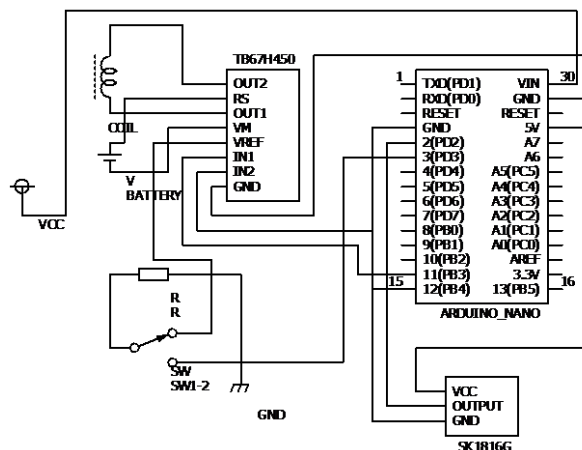 TB67H450
OUT2
RS
OUT1
VM
VREF
IN1
IN2
GND
COIL
V
BATTERY
VCC
R
R
SW
SW1-2
GND
1
30
TXD(PD1)
VIN
RXD(PD0)
GND
RESET
RESET
GND
5V
2(PD2)
A7
3(PD3)
A6
4(PD4)
A5(PC5)
5(PD5)
A4(PC4)
6(PD6)
A3(PC3)
7(PD7)
A2(PC2)
8(PB0)
A1(PC1)
9(PB1)
A0(PC0)
10(PB2)
AREF
11(PB3)
3.3V
12(PB4)
13(PB5)
15
16
ARDUINO_NANO
VCC
OUTPUT
GND
SK1816G